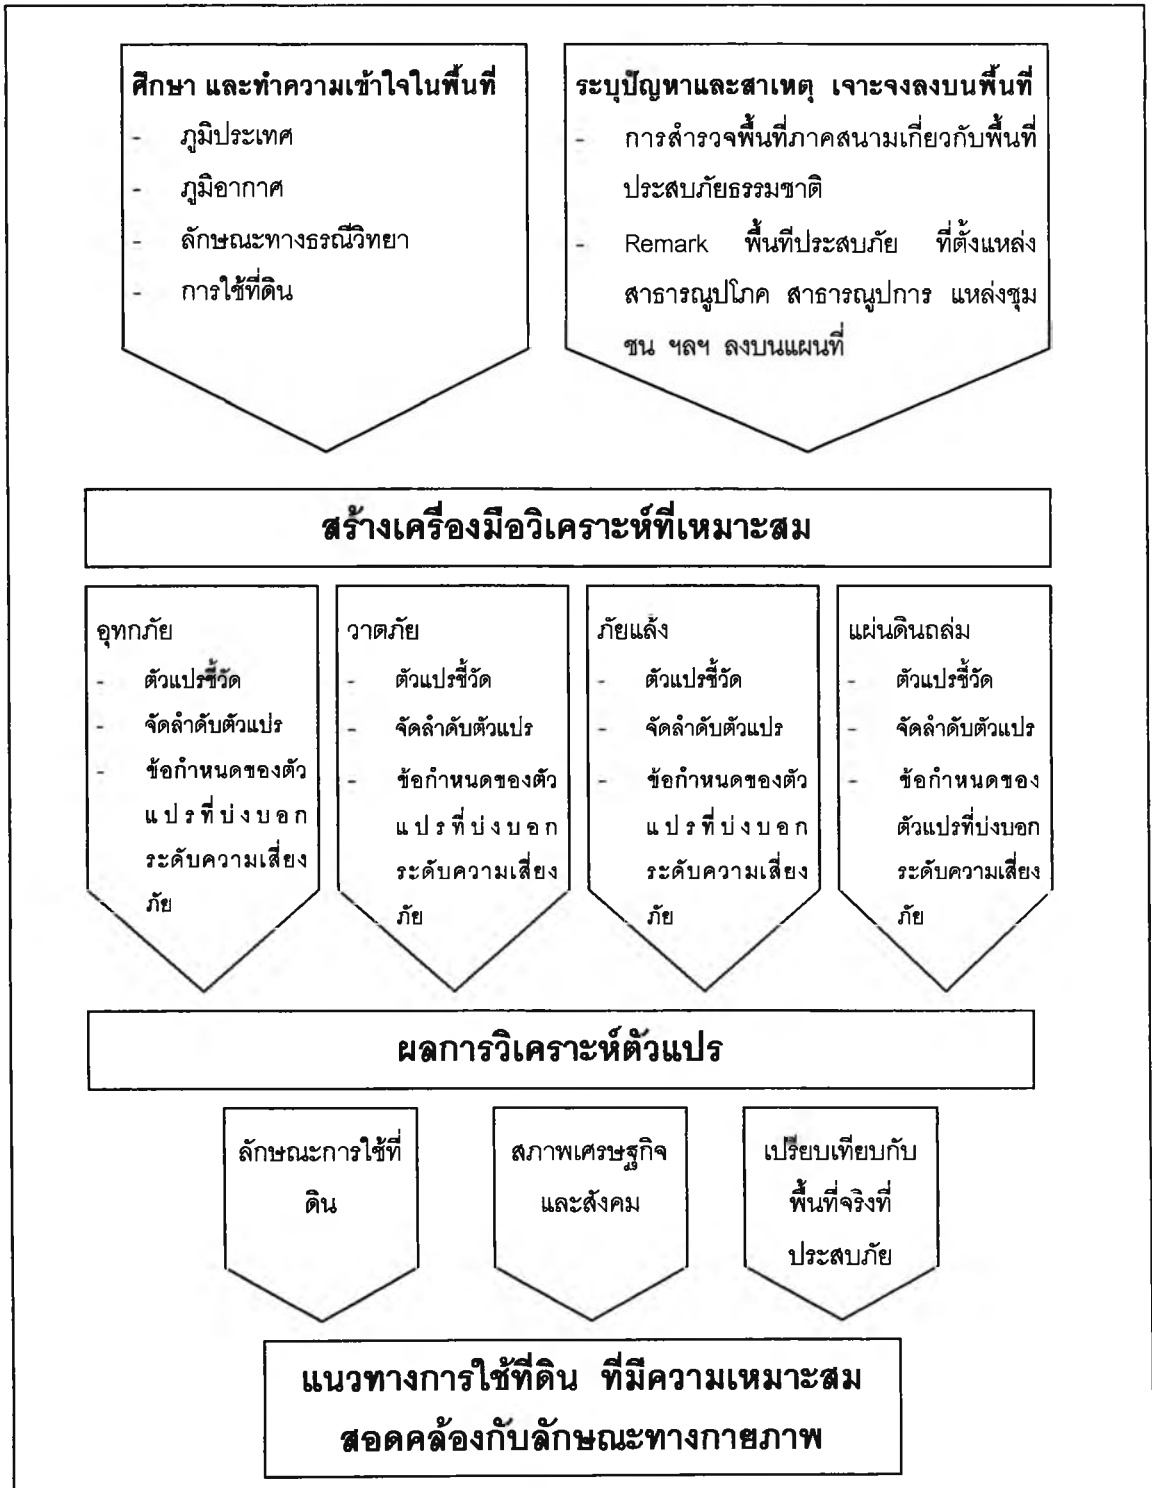 ศึกษา และทำความเข้าใจในพื้นที่
- ภูมิประเทศ
- ภูมิอากาศ
- ลักษณะทางธรณีวิทยา
- การใช้ที่ดิน
ระบุปัญหาและสาเหตุ เจาะจงลงบนพื้นที่
- การสำรวจพื้นที่ภาคสนามเกี่ยวกับพื้นที่
ประสบภัยธรรมชาติ
- Remark พื้นที่ประสบภัย ที่ตั้งแหล่ง
สาธารณูปโภค สาธารณูปการ แหล่งชุม
ชน ฯลฯ ลงบนแผนที่
สร้างเครื่องมือวิเคราะห์ที่เหมาะสม
อุทกภัย
- ตัวแปรชี้วัด
- จัดลำดับตัวแปร
- ข้อกำหนดของตัว
แปรที่บ่งบอก
ระดับความเสี่ยง
ภัย
วาตภัย
- ตัวแปรชี้วัด
- จัดลำดับตัวแปร
- ข้อกำหนดของตัว
แปรที่บ่งบอก
ระดับความเสี่ยง
ภัย
ภัยแล้ง
- ตัวแปรชี้วัด
- จัดลำดับตัวแปร
- ข้อกำหนดของตัว
แปรที่บ่งบอก
ระดับความเสี่ยง
ภัย
แผ่นดินถล่ม
- ตัวแปรชี้วัด
- จัดลำดับตัวแปร
- ข้อกำหนดของ
ตัวแปรที่บ่งบอก
ระดับความเสี่ยง
ภัย
ผลการวิเคราะห์ตัวแปร
ลักษณะการใช้ที่
ดิน
สภาพเศรษฐกิจ
และสังคม
เปรียบเทียบกับ
พื้นที่จริงที่
ประสบภัย
แนวทางการใช้ที่ดิน ที่มีความเหมาะสม
สอดคล้องกับลักษณะทางกายภาพ